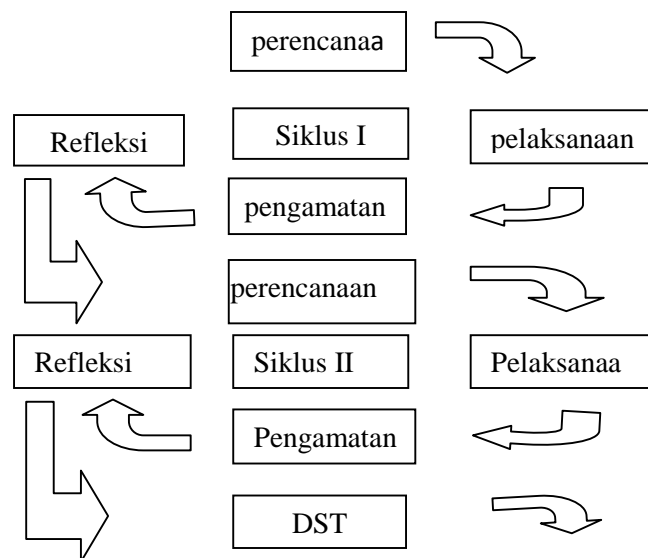 perencanaa
Refleksi
Siklus I
pelaksanaan
pengamatan
perencanaan
Refleksi
Siklus II
Pelaksanaa
Pengamatan
DST